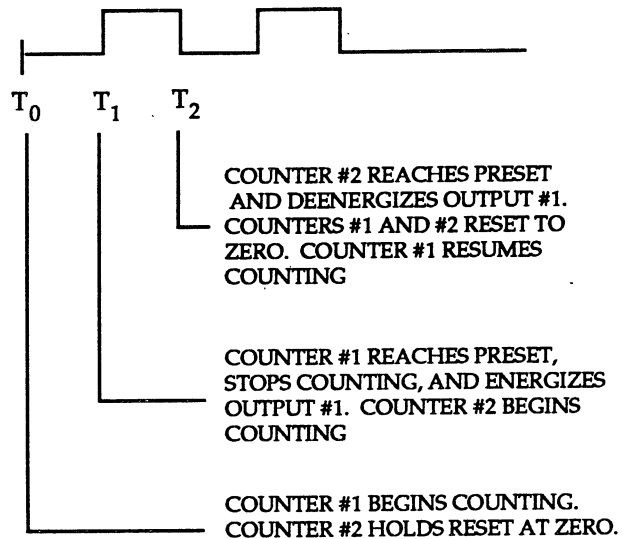 T0 T1 T2
COUNTER #2 REACHES PRESET
AND DEENERGIZES OUTPUT #1.
COUNTERS #1 AND #2 RESET TO
ZERO. COUNTER #1 RESUMES
COUNTING
COUNTER #1 REACHES PRESET,
STOPS COUNTING, AND ENERGIZES
OUTPUT #1. COUNTER #2 BEGINS
COUNTING
COUNTER #1 BEGINS COUNTING.
COUNTER #2 HOLDS RESET AT ZERO.